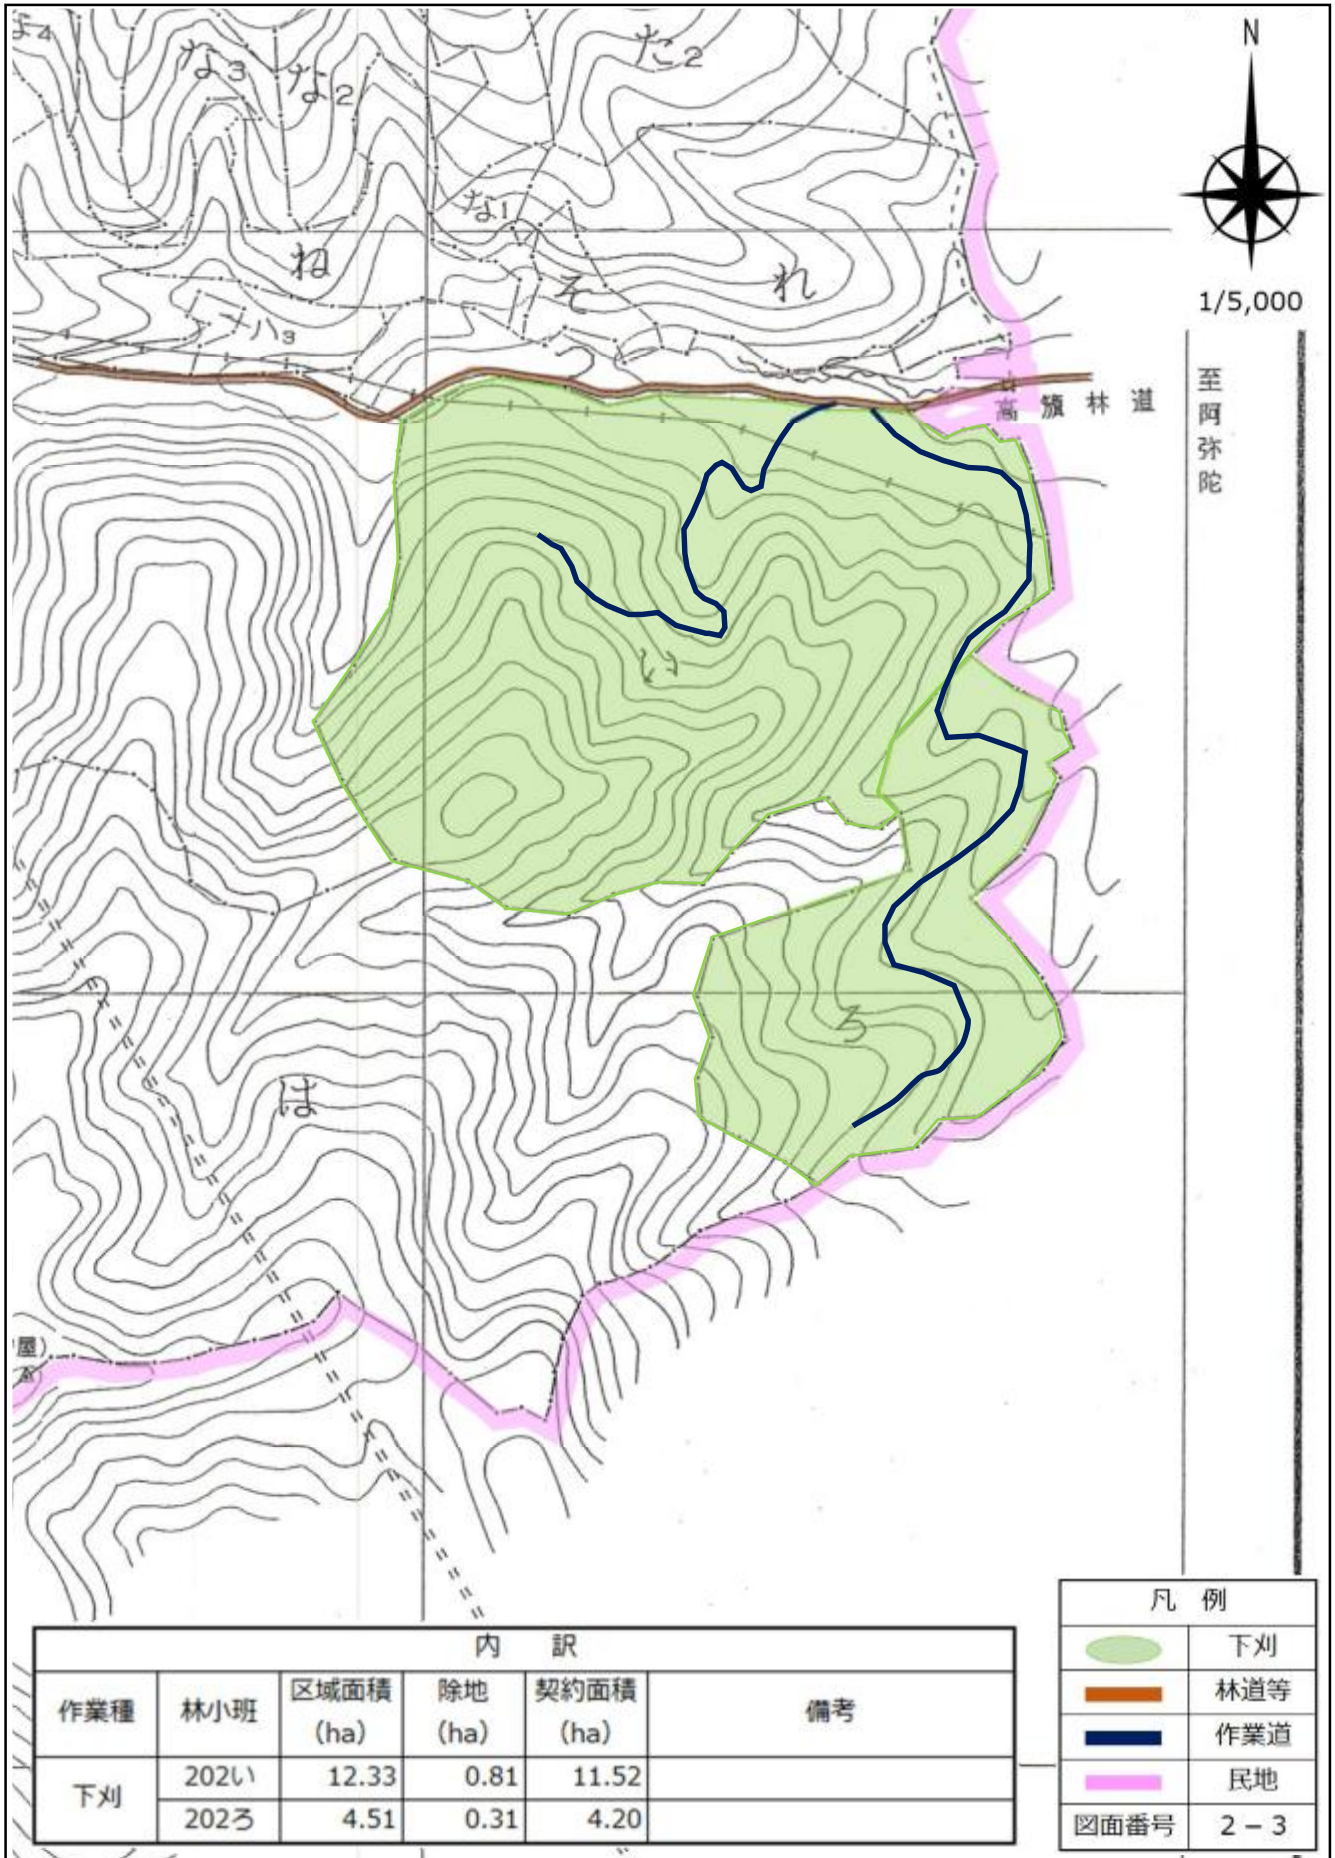 よ4
な3
な2
た2
N
な1
ね
そ
れ
1/5,000
ハ3
高籏林道
至阿弥陀
い
ろ
は
屋)
内 訳
作業種 林小班 区域面積(ha) 除地(ha) 契約面積(ha) 備考
下刈 202い 12.33 0.81 11.52
202ろ 4.51 0.31 4.20
凡 例
下刈
林道等
作業道
民地
図面番号 2-3